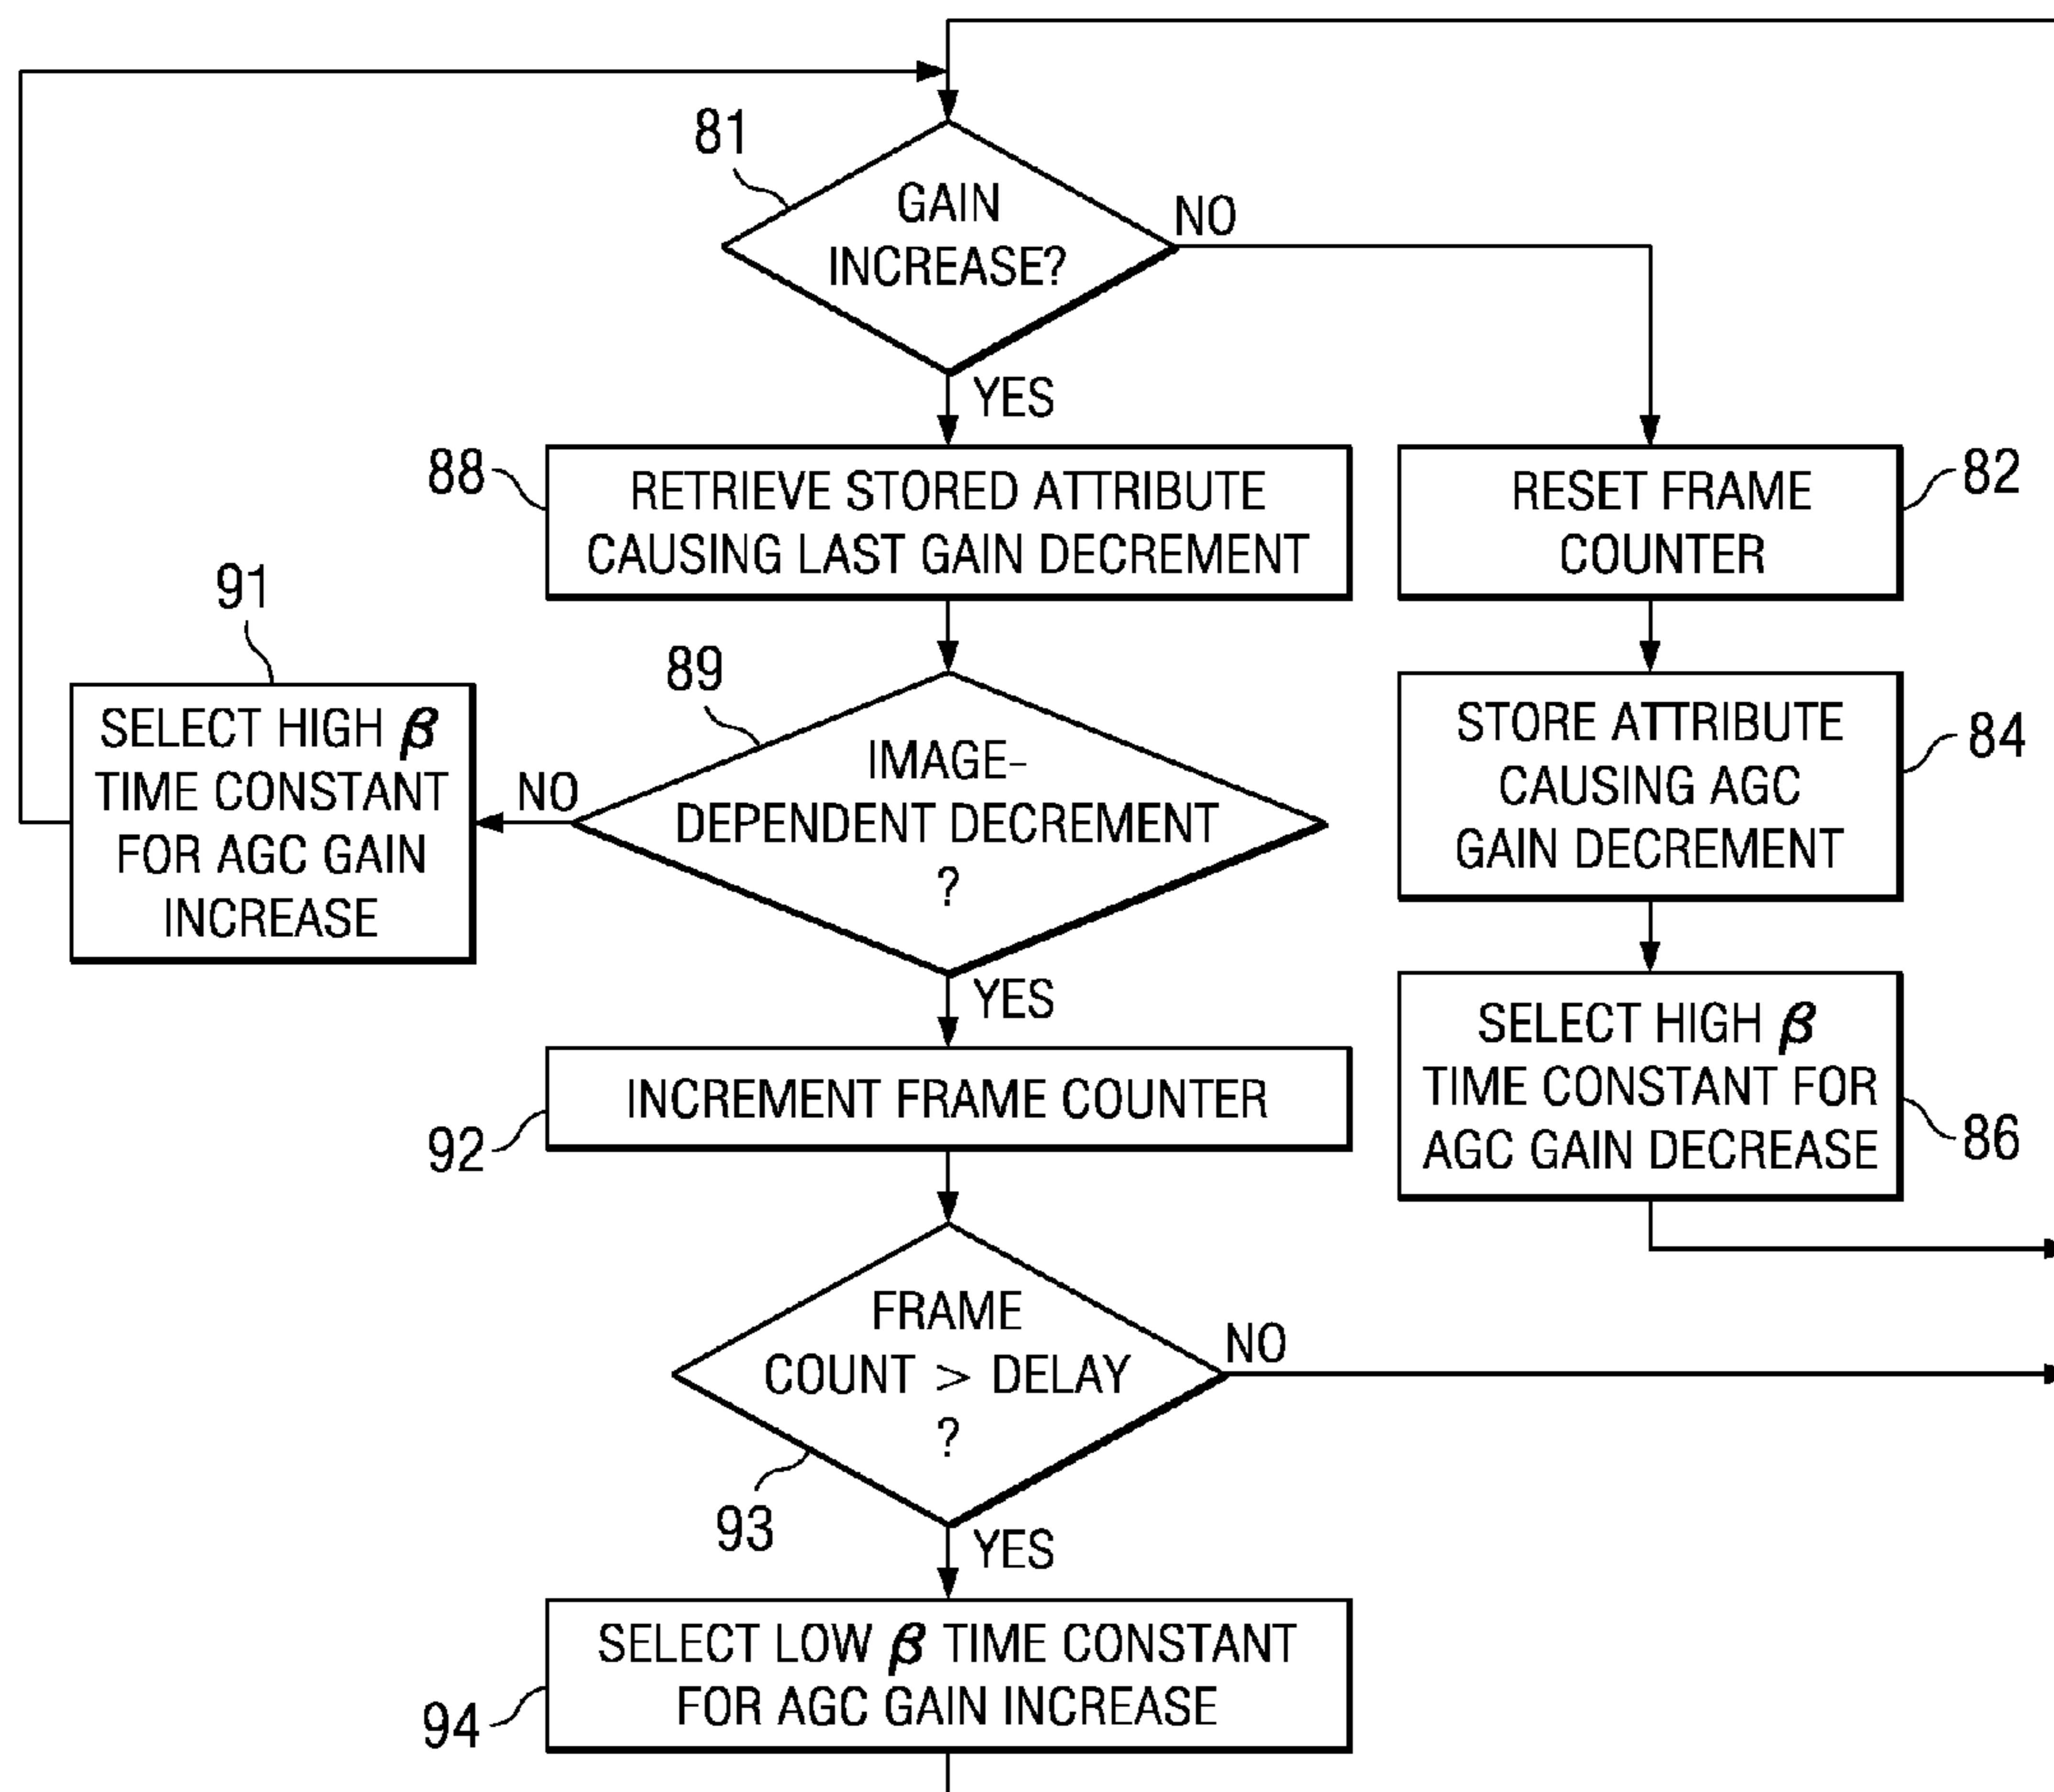 81
GAIN
INCREASE?
NO
YES
88
RETRIEVE STORED ATTRIBUTE
CAUSING LAST GAIN DECREMENT
RESET FRAME
COUNTER
82
91
SELECT HIGH β
TIME CONSTANT
FOR AGC GAIN
INCREASE
NO
89
IMAGE-
DEPENDENT DECREMENT
?
YES
STORE ATTRIBUTE
CAUSING AGC
GAIN DECREMENT
84
SELECT HIGH β
TIME CONSTANT FOR
AGC GAIN DECREASE
86
INCREMENT FRAME COUNTER
92
FRAME
COUNT > DELAY
?
NO
93
YES
SELECT LOW β TIME CONSTANT
FOR AGC GAIN INCREASE
94